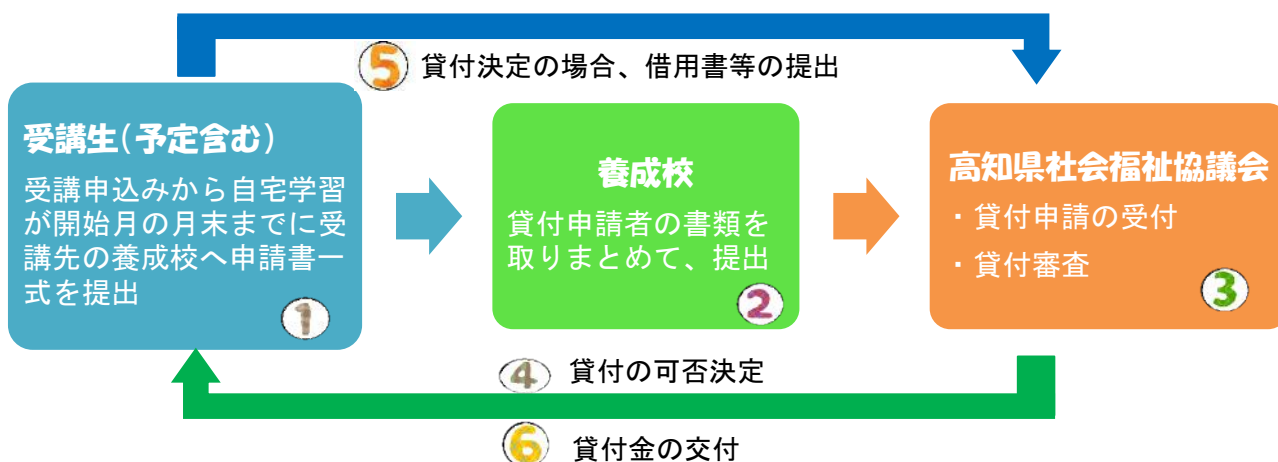 ⑤ 貸付決定の場合、借用書等の提出
受講生(予定含む)
受講申込みから自宅学習
が開始月の月末までに受
講先の養成校へ申請書一
式を提出
①
養成校
貸付申請者の書類を
取りまとめて、提出
②
高知県社会福祉協議会
・貸付申請の受付
・貸付審査
③
④ 貸付の可否決定
⑥ 貸付金の交付